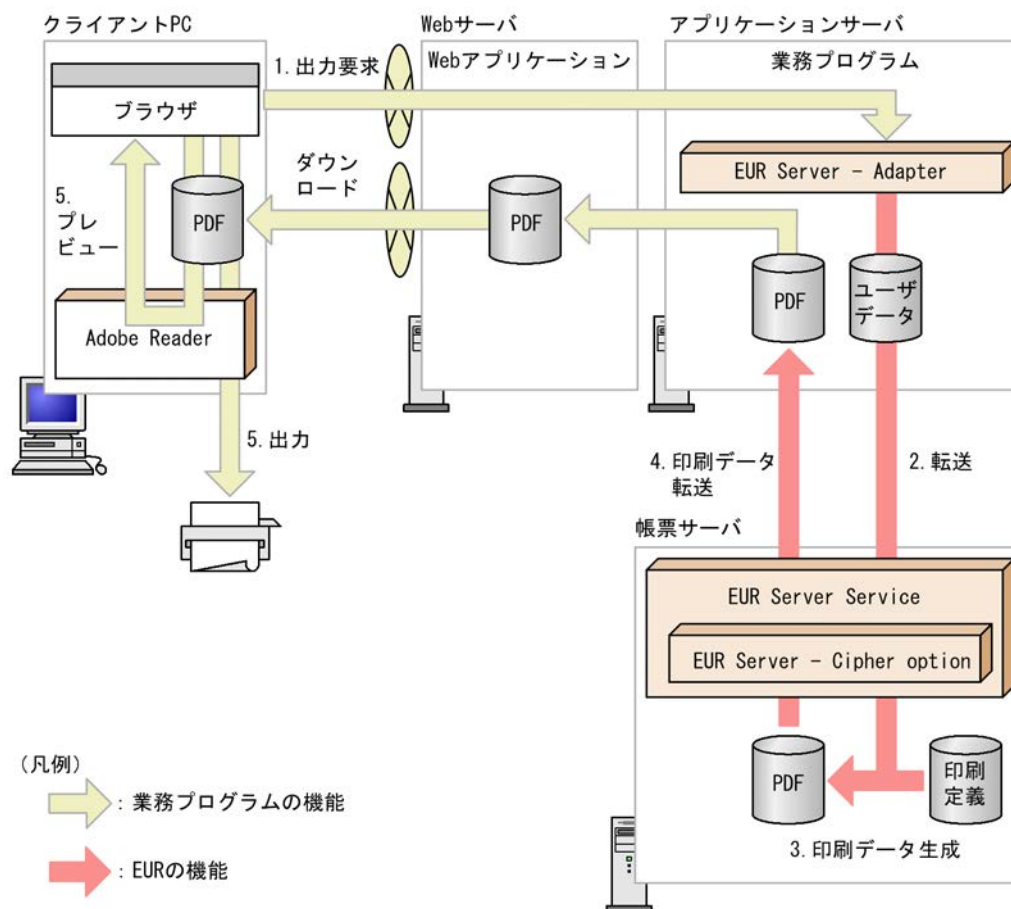 クライアントPC
Webサーバ
アプリケーションサーバ
1.出力要求
Webアプリケーション
業務プログラム
ブラウザ
ダウン
ロード
EUR Server － Adapter
5.
プレ
ビュー
PDF
PDF
PDF
ユーザ
データ
Adobe Reader
5.出力
4.印刷データ
転送
2.転送
帳票サーバ
EUR Server Service
EUR Server － Cipher option
PDF
印刷
定義
3.印刷データ生成
(凡例)
：業務プログラムの機能
：EURの機能